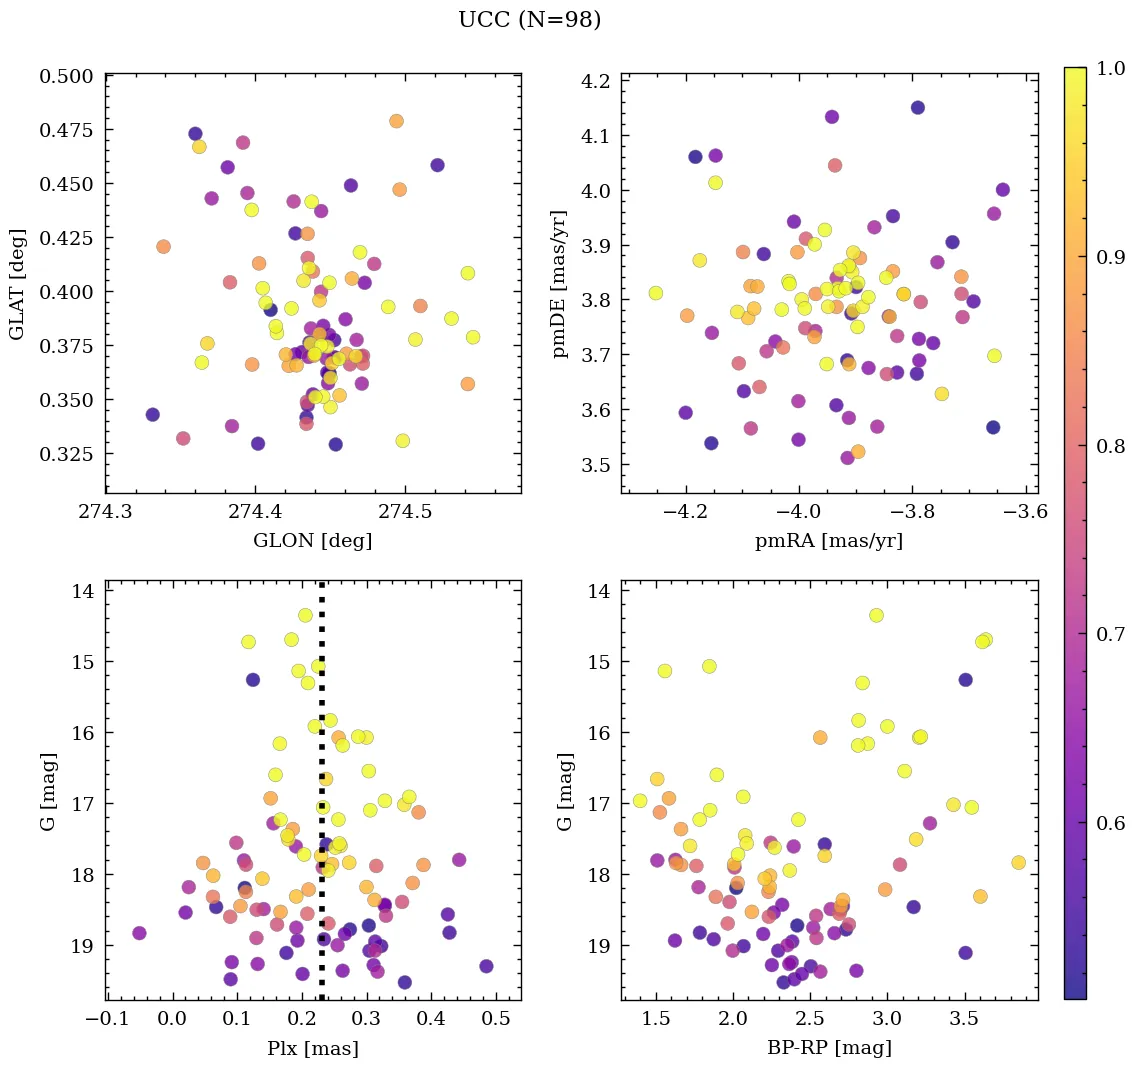 UCC (N=98)
0.500
0.475
0.450
0.425
0.400
0.375
0.350
0.325
GLAT [deg]
274.3 274.4 274.5
GLON [deg]
4.2
4.1
4.0
3.9
3.8
3.7
3.6
3.5
pmDE [mas/yr]
−4.2 −4.0 −3.8 −3.6
pmRA [mas/yr]
14
15
16
17
18
19
G [mag]
−0.1 0.0 0.1 0.2 0.3 0.4 0.5
Plx [mas]
14
15
16
17
18
19
G [mag]
1.5 2.0 2.5 3.0 3.5
BP-RP [mag]
1.0
0.9
0.8
0.7
0.6